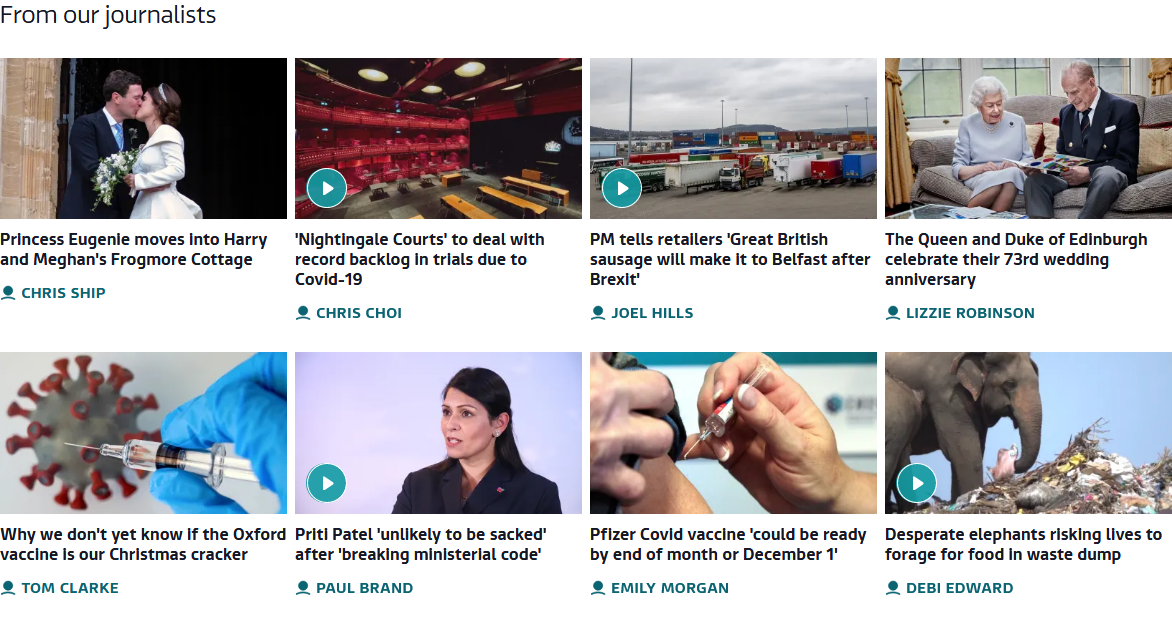 From our journalists
Princess Eugenie moves into Harry
and Meghan's Frogmore Cottage
CHRIS SHIP
'Nightingale Courts' to deal with
record backlog in trials due to
Covid-19
CHRIS CHOI
PM tells retailers 'Great British
sausage will make it to Belfast after
Brexit'
JOEL HILLS
The Queen and Duke of Edinburgh
celebrate their 73rd wedding
anniversary
LIZZIE ROBINSON
Why we don't yet know if the Oxford
vaccine is our Christmas cracker
TOM CLARKE
Priti Patel 'unlikely to be sacked'
after 'breaking ministerial code'
PAUL BRAND
Pfizer Covid vaccine 'could be ready
by end of month or December 1'
EMILY MORGAN
Desperate elephants risking lives to
forage for food in waste dump
DEBI EDWARD